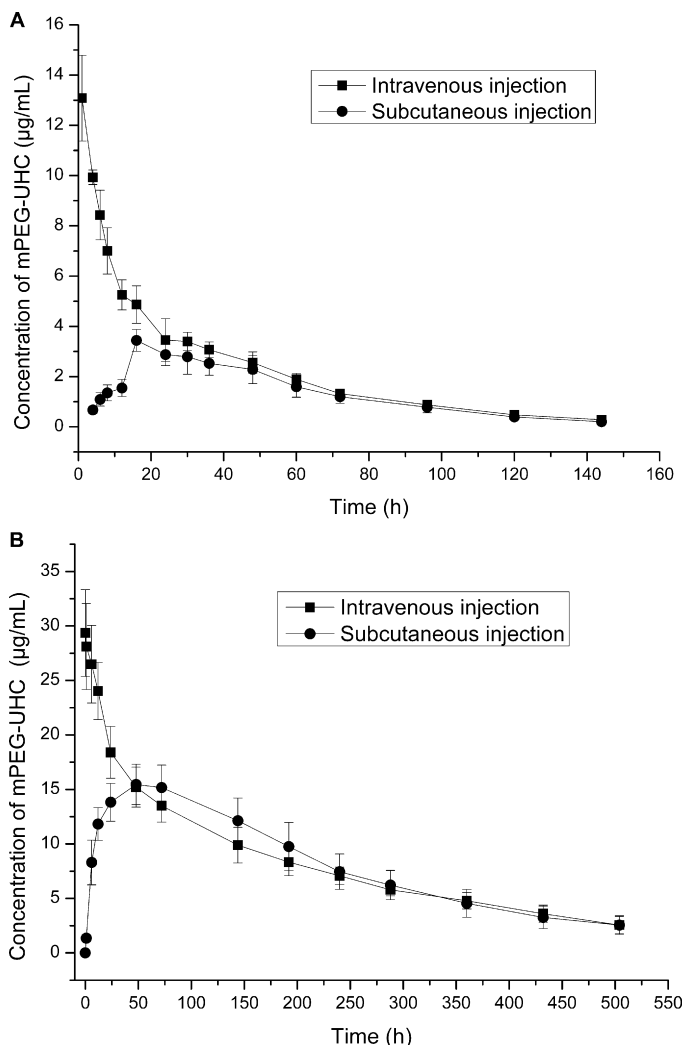 A
16
14
12
10
8
6
4
2
0
Concentration of mPEG-UHC (µg/mL)
Intravenous injection
Subcutaneous injection
0 20 40 60 80 100 120 140 160
Time (h)
B
35
30
25
20
15
10
5
0
Concentration of mPEG-UHC (µg/mL)
Intravenous injection
Subcutaneous injection
0 50 100 150 200 250 300 350 400 450 500 550
Time (h)